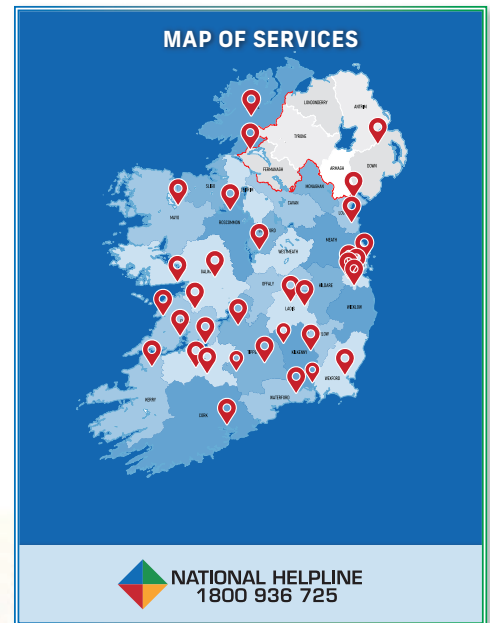 MAP OF SERVICES
LONDONDERRY
ANTRIM
TYRONE
FERMANAGH
ARMAGH
DOWN
MONAGHAN
SLIGO
CAVAN
MAYO
ROSCOMMON
MEATH
WESTMEATH
OFFALY
KILDARE
LAOIS
WICKLOW
KILKENNY
WEXFORD
WATERFORD
KERRY
CORK
NATIONAL HELPLINE
1800 936 725